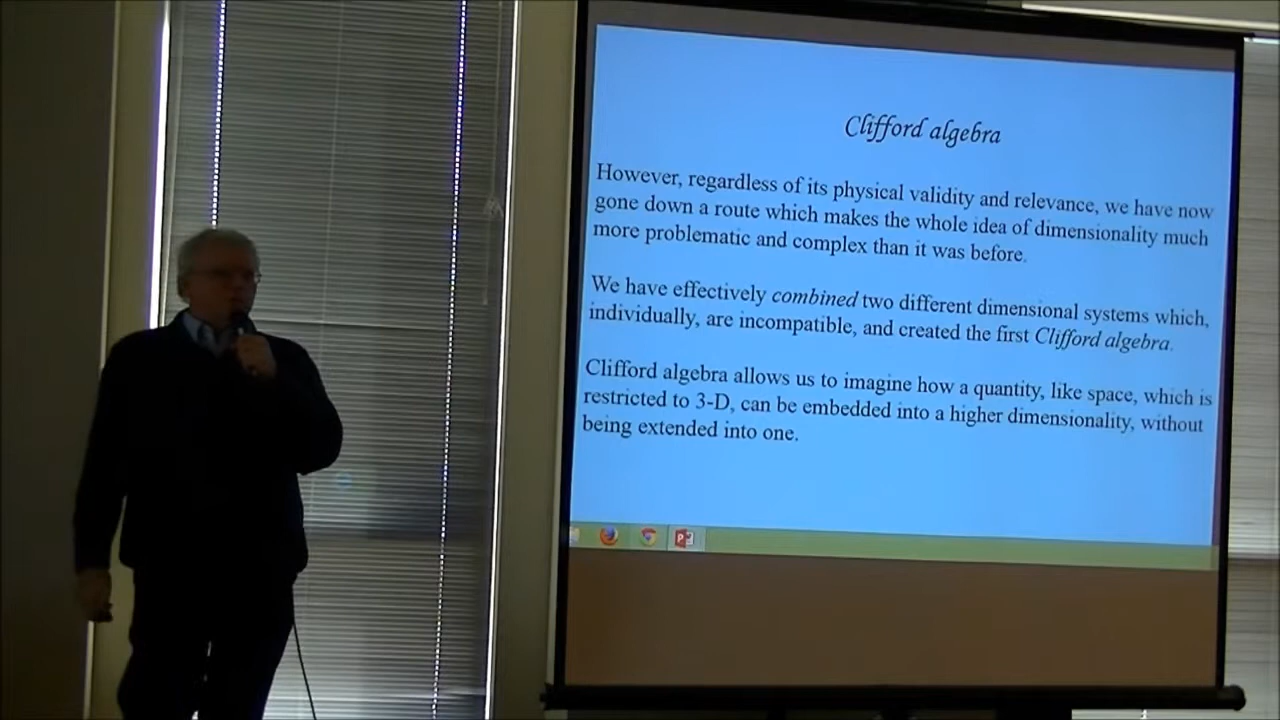 Clifford algebra
However, regardless of its physical validity and relevance, we have now
gone down a route which makes the whole idea of dimensionality much
more problematic and complex than it was before.
We have effectively combined two different dimensional systems which,
individually, are incompatible, and created the first Clifford algebra.
Clifford algebra allows us to imagine how a quantity, like space, which is
restricted to 3-D, can be embedded into a higher dimensionality, without
being extended into one.